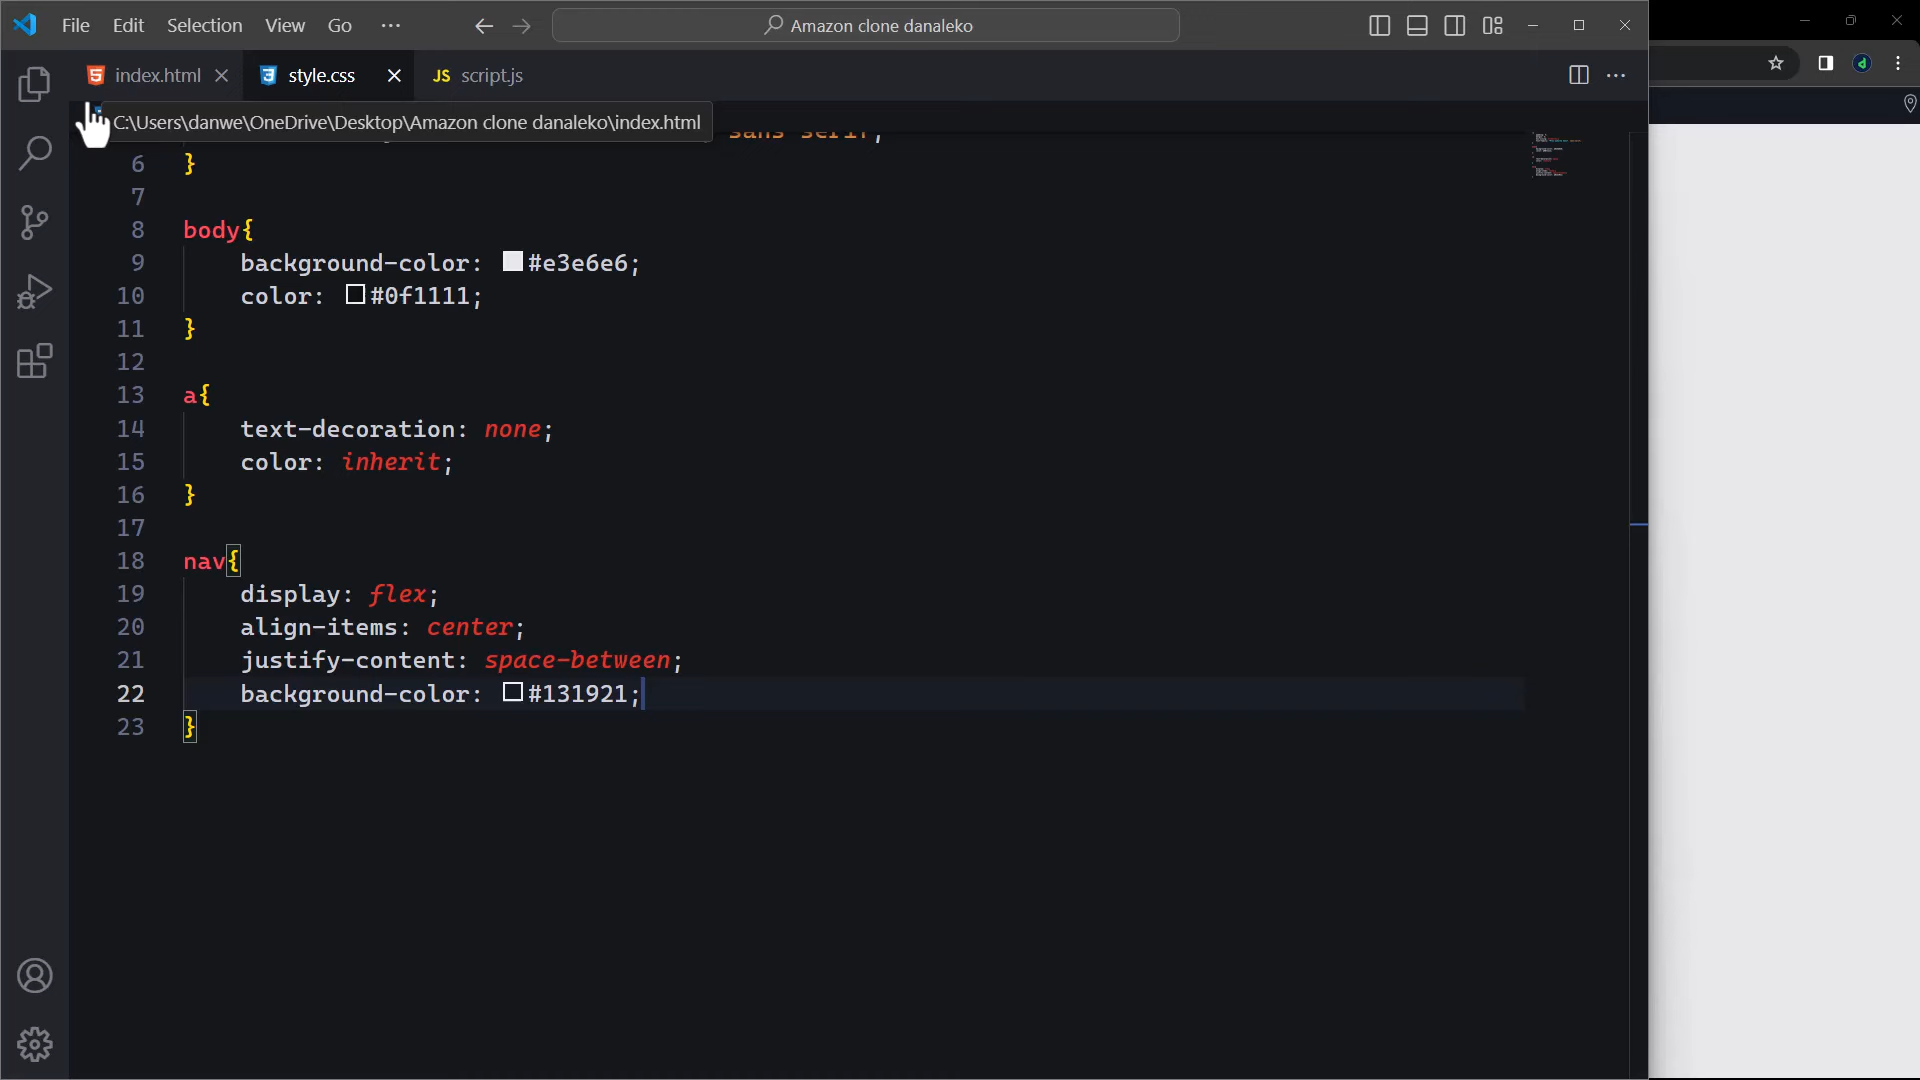 File Edit Selection View Go ··· Amazon clone danaleko
index.html style.css JS script.js
C:\Users\danwe\OneDrive\Desktop\Amazon clone danaleko\index.html
sans serif;
6 }
7
8 body{
9 background-color: #e3e6e6;
10 color: #0f1111;
11 }
12
13 a{
14 text-decoration: none;
15 color: inherit;
16 }
17
18 nav{
19 display: flex;
20 align-items: center;
21 justify-content: space-between;
22 background-color: #131921;
23 }